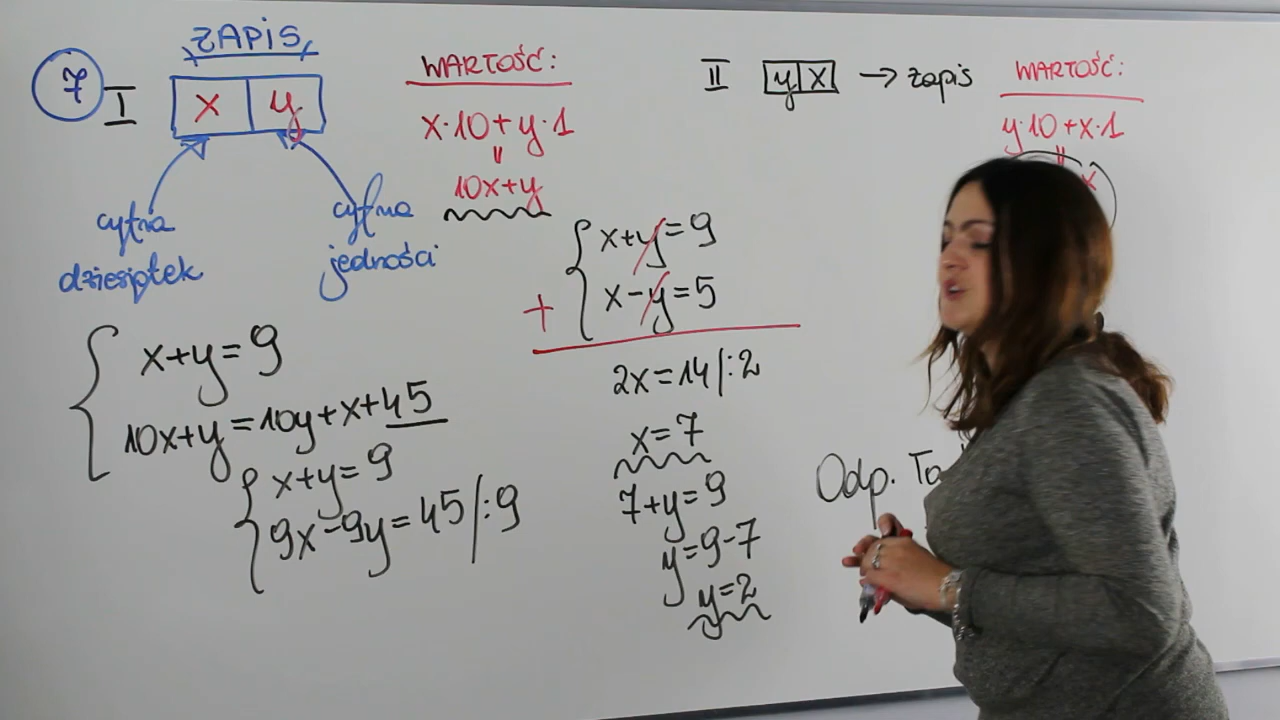 7
I
ZAPIS
x y
cyfra
dziesiątek
cyfra
jedności
WARTOŚĆ:
x·10+y·1
=
10x+y
II y x → zapis
WARTOŚĆ:
y·10+x·1
=
x
{ x+y=9
10x+y=10y+x+45
{ x+y=9
9x-9y=45/:9
+ { x+y=9
x-y=5
2x=14/:2
x=7
7+y=9
y=9-7
y=2
Odp. To